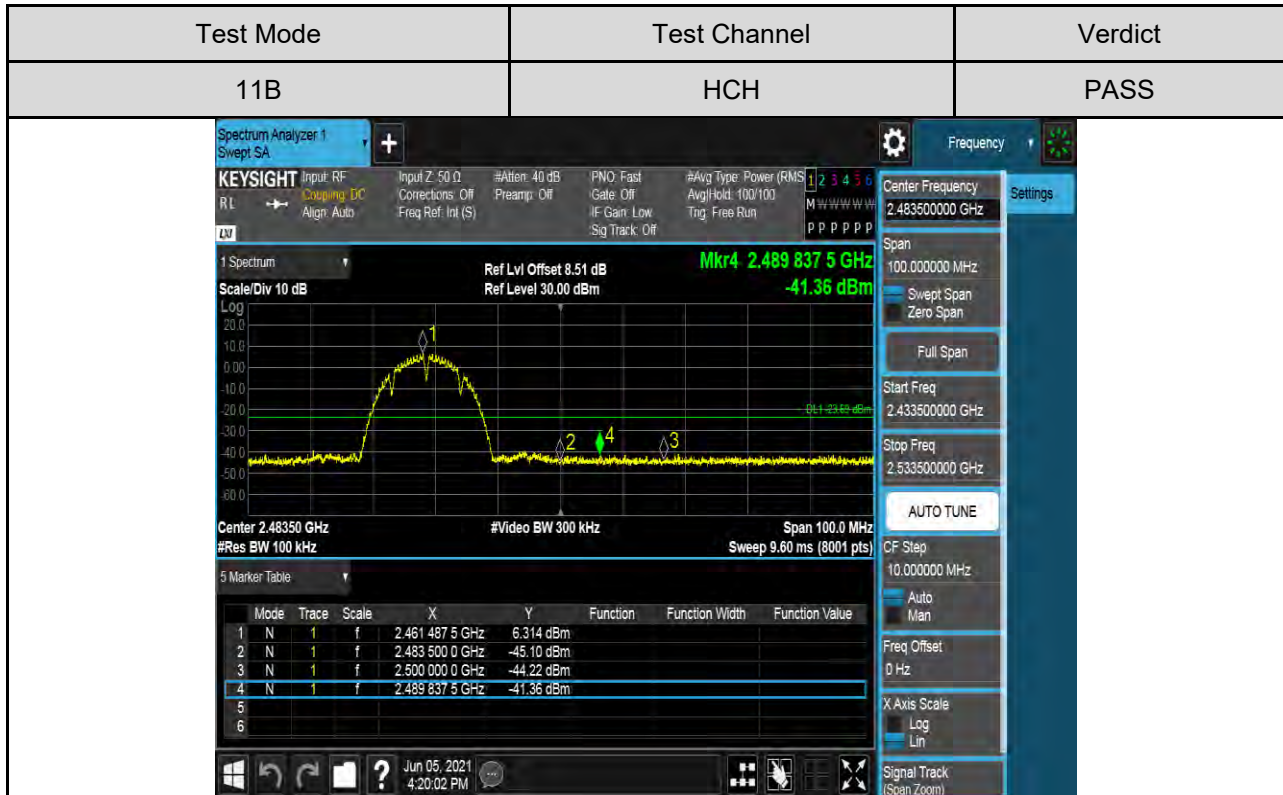 Test Mode Test Channel Verdict
11B HCH PASS
Spectrum Analyzer 1
Swept SA
+
Frequency
KEYSIGHT Input: RF Input Z: 50 Ω #Atten: 40 dB PNO: Fast #Avg Type: Power (RMS 1 2 3 4 5 6
RL Coupling: DC Corrections: Off Preamp: Off Gate: Off Avg|Hold: 100/100 M W W W W W
Align: Auto Freq Ref: Int (S) IF Gain: Low Trig: Free Run
Sig Track: Off P P P P P P
LXI
1 Spectrum
Scale/Div 10 dB
Ref Lvl Offset 8.51 dB
Ref Level 30.00 dBm
Mkr4 2.489 837 5 GHz
-41.36 dBm
Log
20.0
10.0
0.00
-10.0
-20.0
-30.0
-40.0
-50.0
-60.0
1
2
4
3
DL1 -23.69 dBm
Center 2.48350 GHz #Video BW 300 kHz Span 100.0 MHz
#Res BW 100 kHz Sweep 9.60 ms (8001 pts)
5 Marker Table
Mode Trace Scale X Y Function Function Width Function Value
1 N 1 f 2.461 487 5 GHz 6.314 dBm
2 N 1 f 2.483 500 0 GHz -45.10 dBm
3 N 1 f 2.500 000 0 GHz -44.22 dBm
4 N 1 f 2.489 837 5 GHz -41.36 dBm
5
6
?
Jun 05, 2021
4:20:02 PM
Center Frequency
2.483500000 GHz
Settings
Span
100.000000 MHz
Swept Span
Zero Span
Full Span
Start Freq
2.433500000 GHz
Stop Freq
2.533500000 GHz
AUTO TUNE
CF Step
10.000000 MHz
Auto
Man
Freq Offset
0 Hz
X Axis Scale
Log
Lin
Signal Track
(Span Zoom)